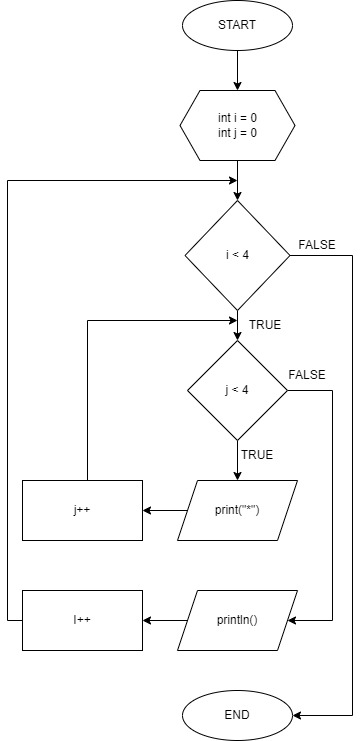 START
int i = 0
int j = 0
i < 4
FALSE
TRUE
j < 4
FALSE
TRUE
j++
print("*")
I++
println()
END